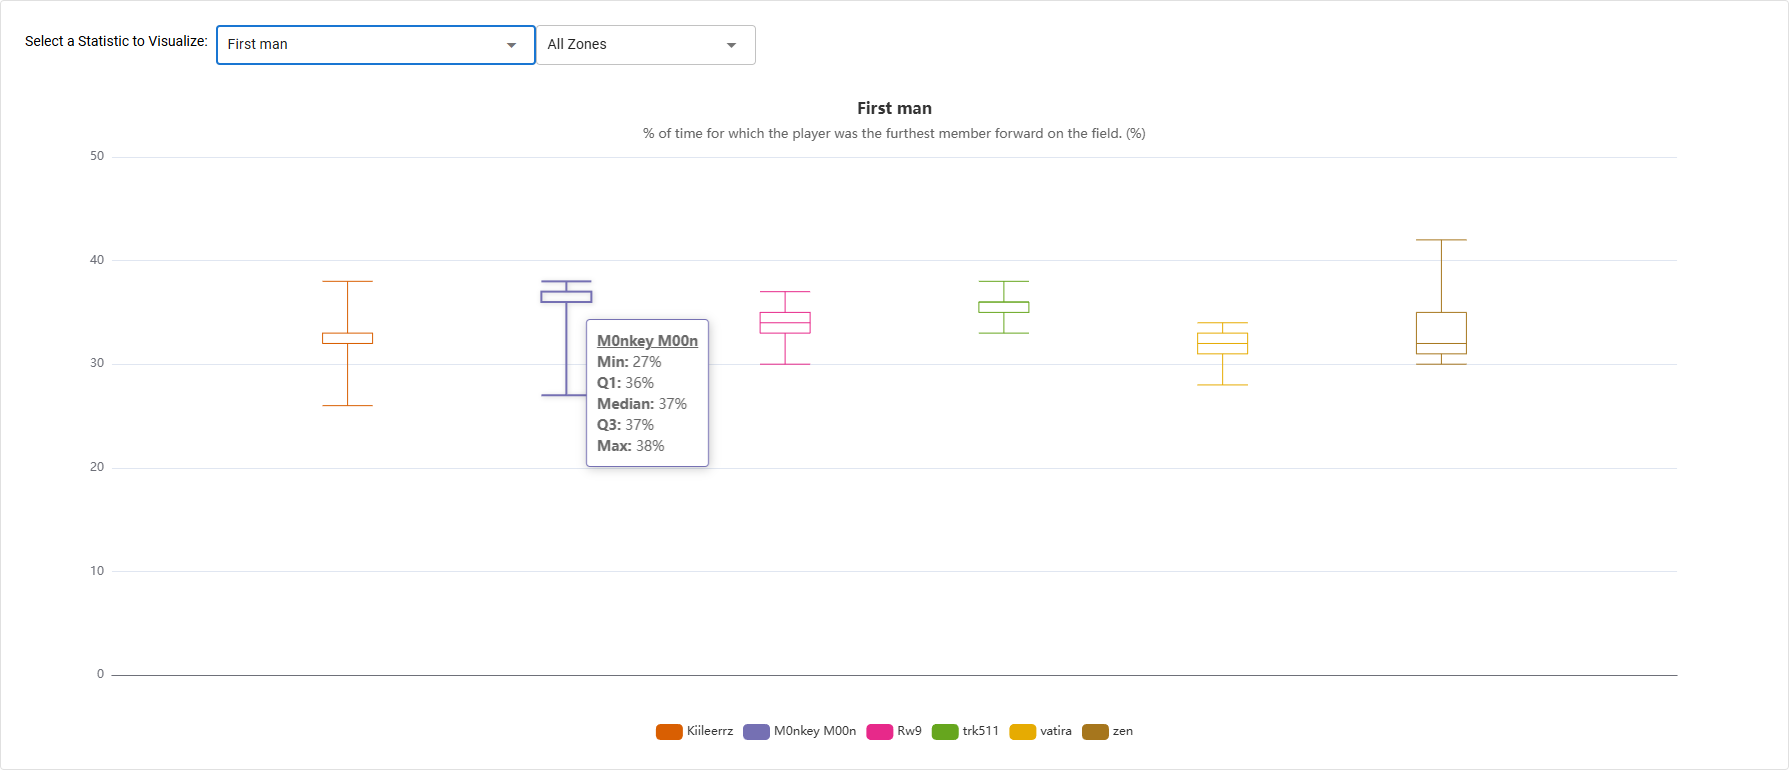 Select a Statistic to Visualize: First man All Zones
First man
% of time for which the player was the furthest member forward on the field. (%)
50
40
30
20
10
0
M0nkey M00n
Min: 27%
Q1: 36%
Median: 37%
Q3: 37%
Max: 38%
Kiileerrz M0nkey M00n Rw9 trk511 vatira zen